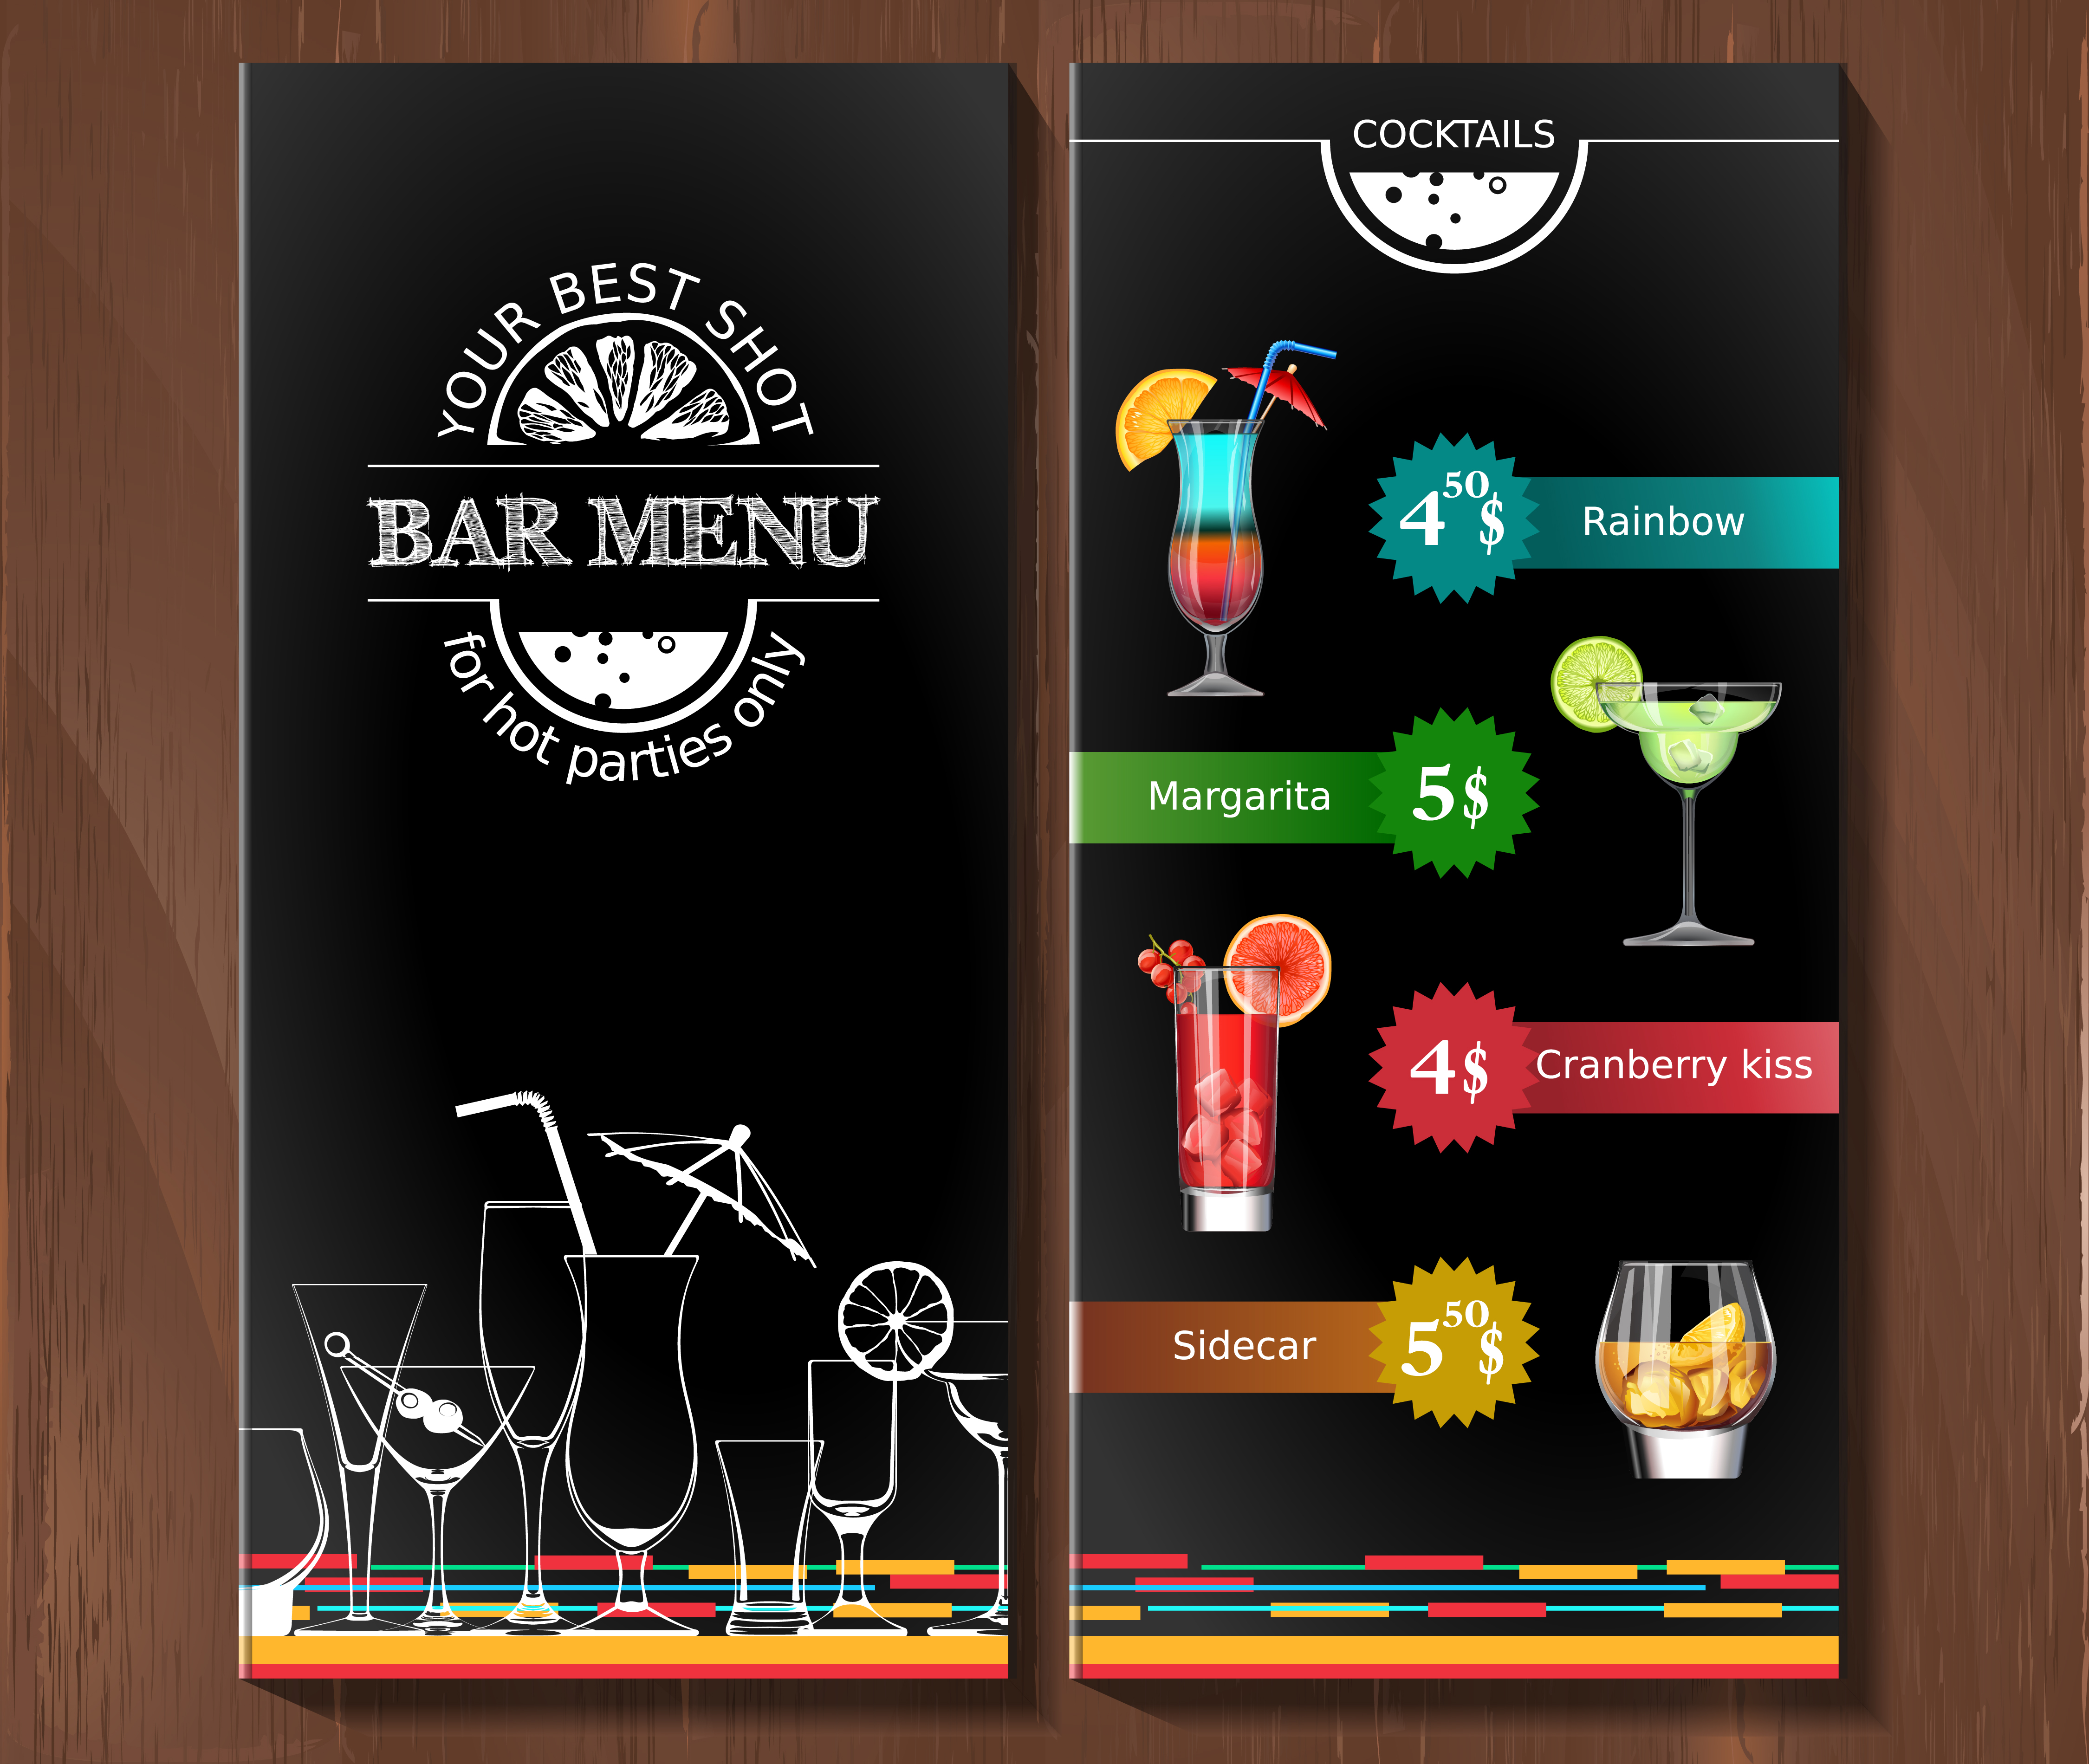 YOUR BEST SHOT
BAR MENU
for hot parties only
COCKTAILS
4 50 $ Rainbow
Margarita 5$
4$ Cranberry kiss
Sidecar 5 50 $